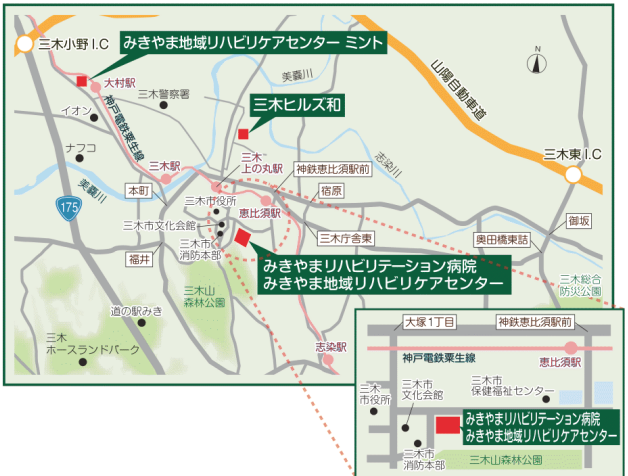 三木小野I.C
みきやま地域リハビリケアセンター ミント
大村駅
三木警察署
美嚢川
N
山陽自動車道
イオン
神戸電鉄粟生線
三木ヒルズ和
ナフコ
三木駅
三木
上の丸駅
神鉄恵比須駅前
志染川
三木東I.C
美嚢川
本町
宿原
175
三木市役所
恵比須駅
御坂
三木市文化会館
三木庁舎東
奥田橋東詰
福井
三木市
消防本部
みきやまリハビリテーション病院
みきやま地域リハビリケアセンター
三木総合
防災公園
三木山
森林公園
道の駅みき
三木
ホースランドパーク
志染駅
大塚1丁目
神鉄恵比須駅前
神戸電鉄粟生線
恵比須駅
三木
市役所
三木市
文化会館
三木市
保健福祉センター
みきやまリハビリテーション病院
みきやま地域リハビリケアセンター
三木市
消防本部
三木山森林公園